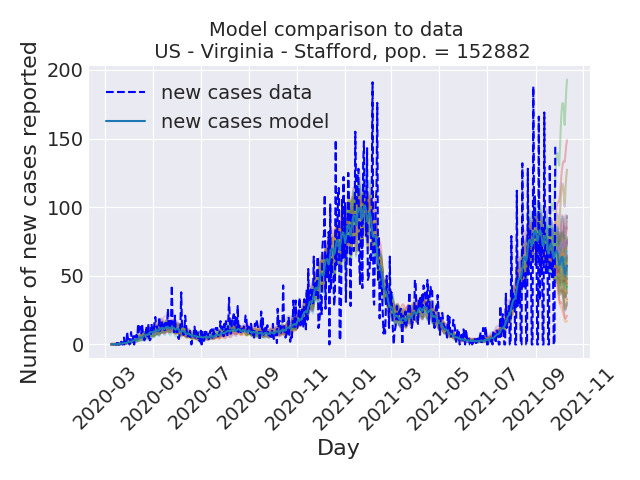 Model comparison to data
US - Virginia - Stafford, pop. = 152882
Number of new cases reported
200
150
100
50
0
new cases data
new cases model
2020-03
2020-05
2020-07
2020-09
2020-11
2021-01
2021-03
2021-05
2021-07
2021-09
2021-11
Day